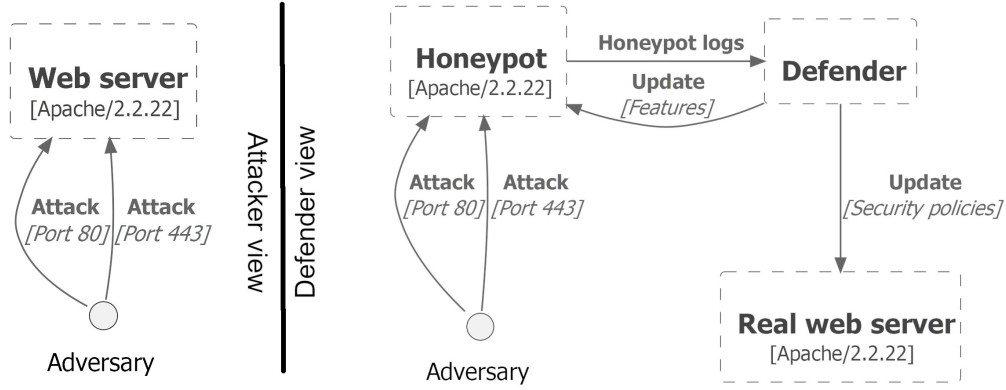 Web server
[Apache/2.2.22]
Attack
[Port 80]
Attack
[Port 443]
Adversary
Attacker view
Defender view
Honeypot
[Apache/2.2.22]
Honeypot logs
Update
[Features]
Defender
Attack
[Port 80]
Attack
[Port 443]
Adversary
Update
[Security policies]
Real web server
[Apache/2.2.22]